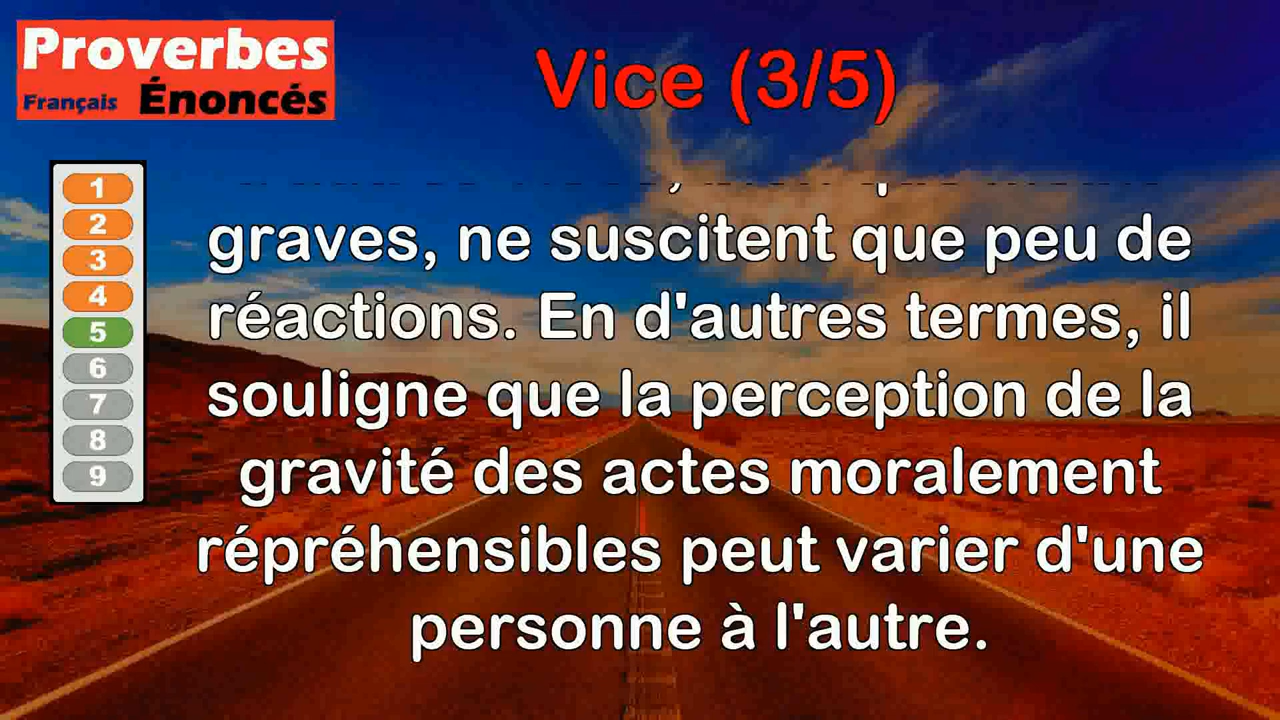 Proverbes
Français Énoncés
Vice (3/5)
1
2
3
4
5
6
7
8
9
graves, ne suscitent que peu de
réactions. En d'autres termes, il
souligne que la perception de la
gravité des actes moralement
répréhensibles peut varier d'une
personne à l'autre.